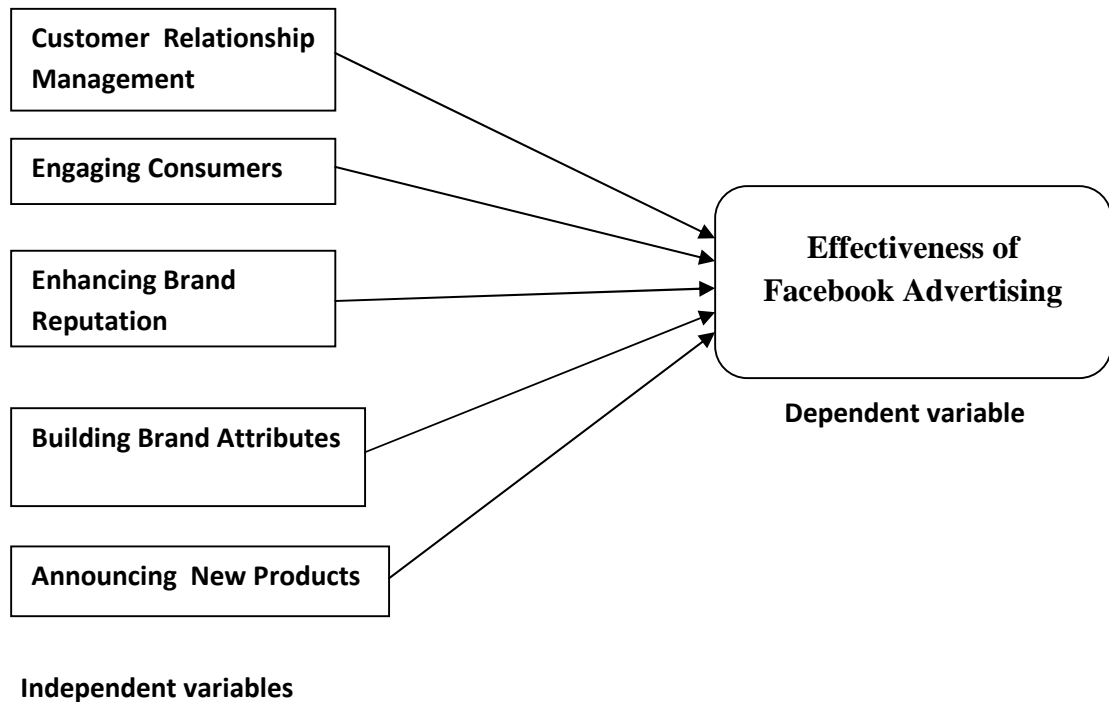 Customer Relationship
Management
Engaging Consumers
Enhancing Brand
Reputation
Building Brand Attributes
Announcing New Products
Independent variables
Effectiveness of
Facebook Advertising
Dependent variable